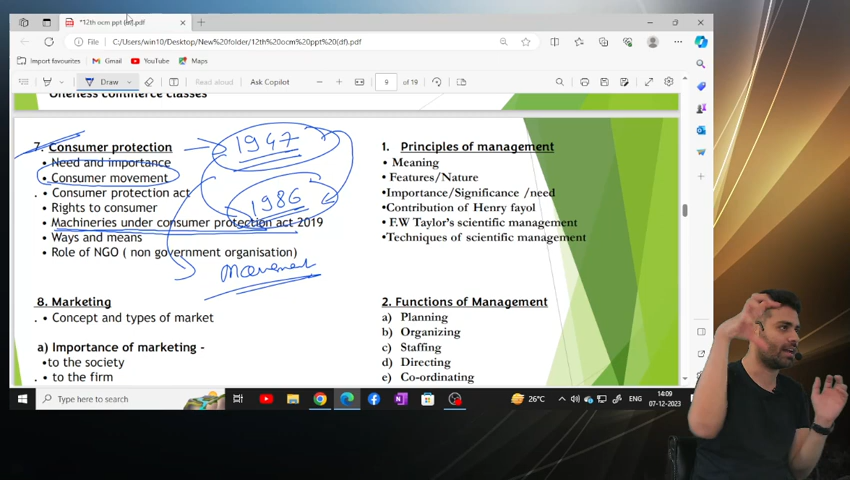 *12th ocm ppt (df).pdf
File
C:/Users/win10/Desktop/New%20folder/12th%20ocm%20ppt%20(df).pdf
Import favourites
Gmail
YouTube
Maps
Draw
Read aloud
Ask Copilot
9
of 19
Oneness commerce classes
7. Consumer protection
1947
• Need and importance
• Consumer movement
. • Consumer protection act
1986
• Rights to consumer
• Machineries under consumer protection act 2019
• Ways and means
• Role of NGO ( non government organisation)
Movement
8. Marketing
. • Concept and types of market
a) Importance of marketing -
•to the society
. • to the firm
1. Principles of management
• Meaning
• Features/Nature
•Importance/Significance /need
•Contribution of Henry fayol
• F.W Taylor's scientific management
•Techniques of scientific management
2. Functions of Management
a) Planning
b) Organizing
c) Staffing
d) Directing
e) Co-ordinating
Type here to search
26°C
ENG
14:09
07-12-2023